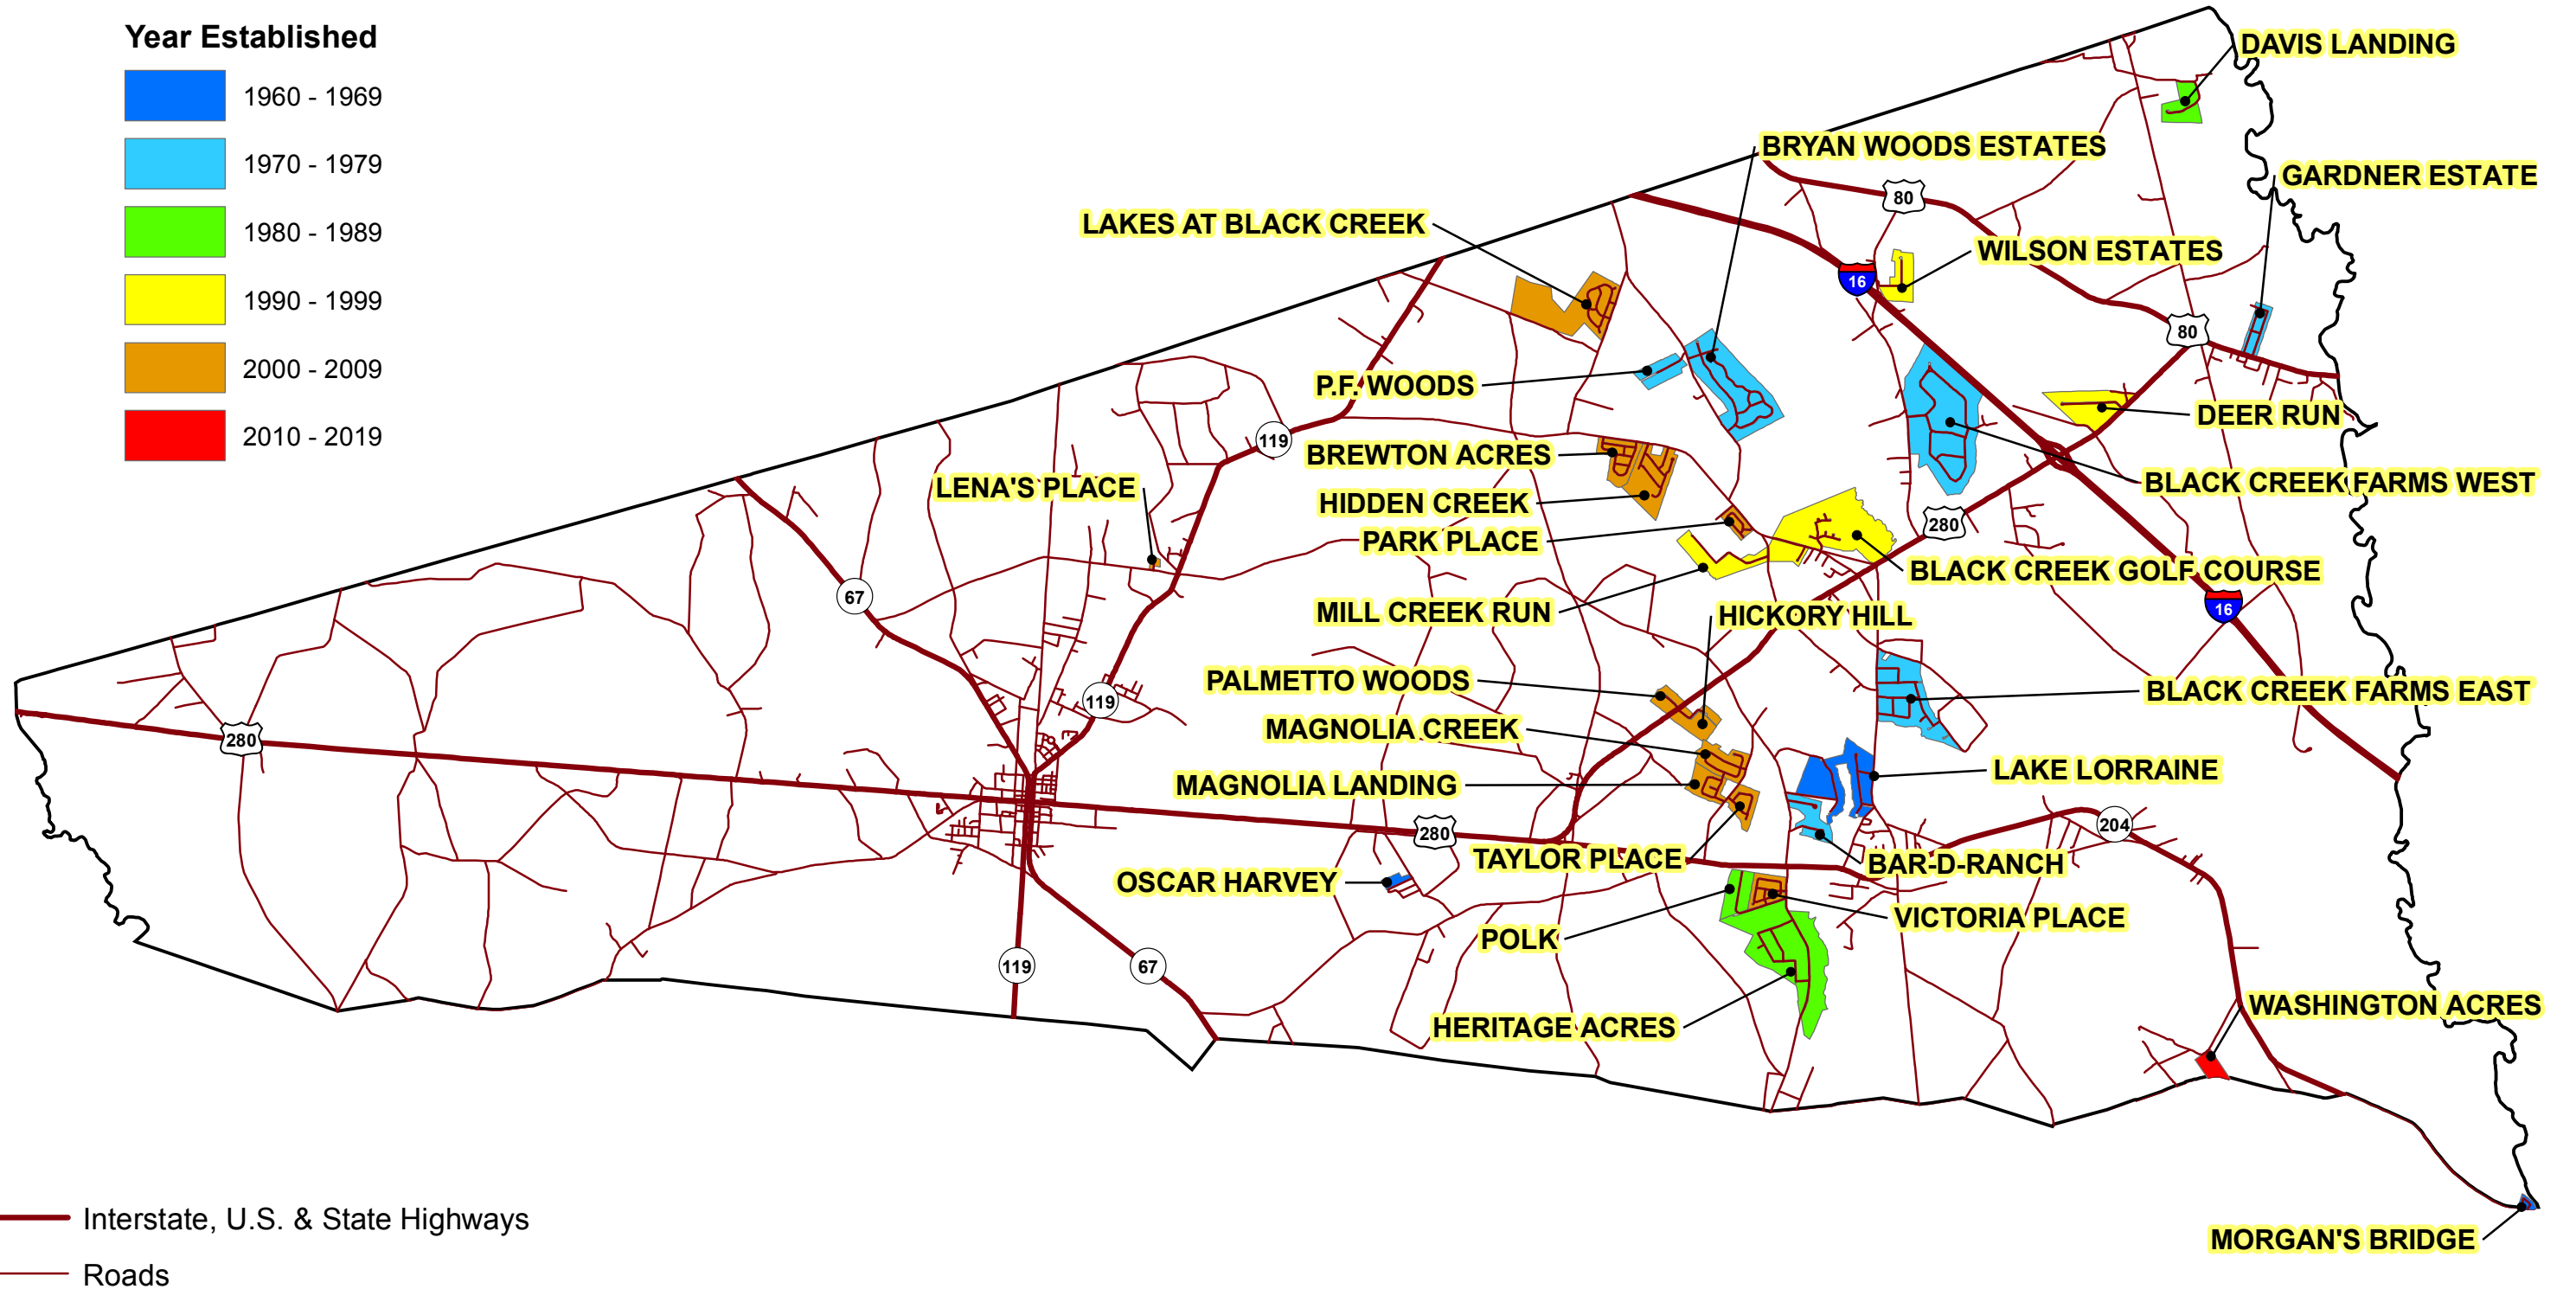 Year Established
1960 - 1969
1970 - 1979
1980 - 1989
1990 - 1999
2000 - 2009
2010 - 2019
DAVIS LANDING
BRYAN WOODS ESTATES
GARDNER ESTATE
80
LAKES AT BLACK CREEK
WILSON ESTATES
16
80
P.F. WOODS
DEER RUN
119
BREWTON ACRES
LENA'S PLACE
BLACK CREEK FARMS WEST
HIDDEN CREEK
280
PARK PLACE
BLACK CREEK GOLF COURSE
67
MILL CREEK RUN
HICKORY HILL
16
PALMETTO WOODS
BLACK CREEK FARMS EAST
119
MAGNOLIA CREEK
280
LAKE LORRAINE
MAGNOLIA LANDING
204
280
TAYLOR PLACE
BAR-D-RANCH
OSCAR HARVEY
VICTORIA PLACE
POLK
119
67
WASHINGTON ACRES
HERITAGE ACRES
Interstate, U.S. & State Highways
MORGAN'S BRIDGE
Roads